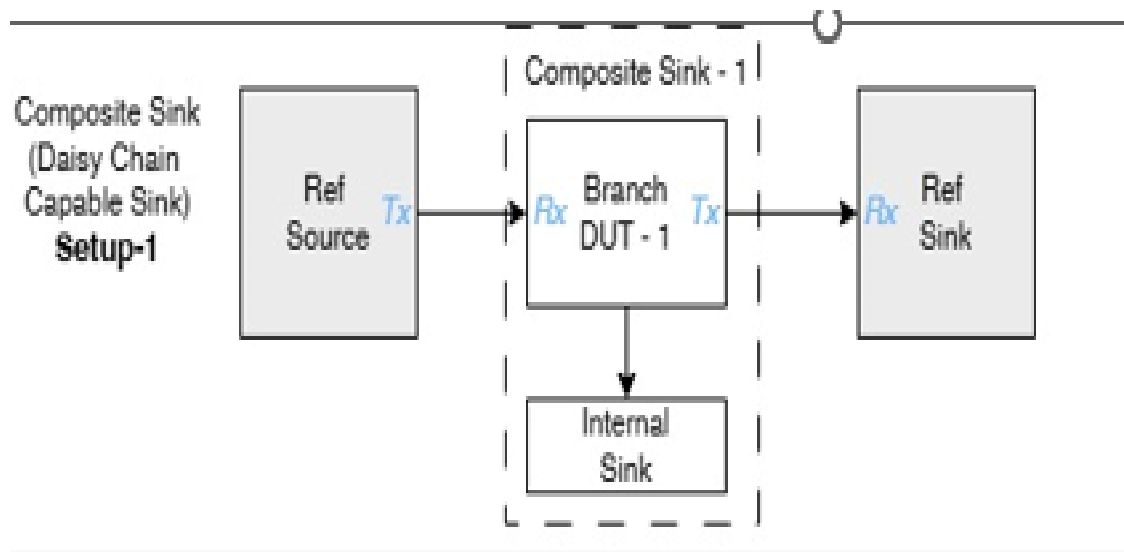 Composite Sink
(Daisy Chain
Capable Sink)
Setup-1
Ref
Source
Tx
Composite Sink - 1
Rx
Branch
DUT - 1
Tx
Internal
Sink
Rx
Ref
Sink